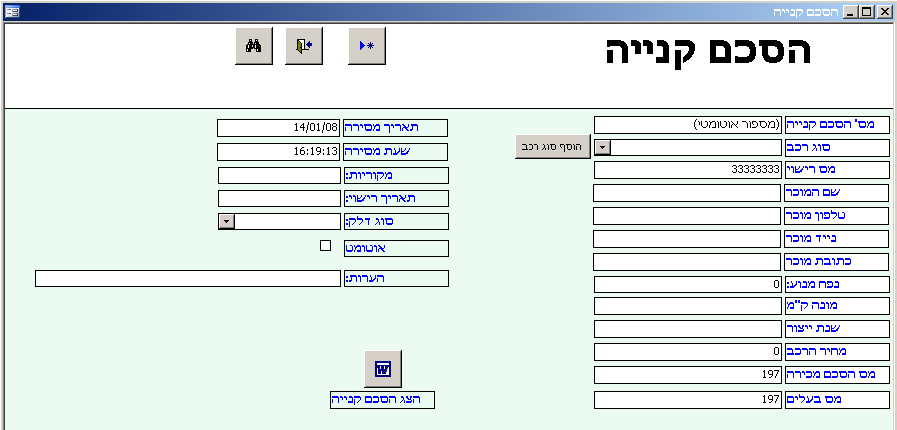 הסכם קנייה
הסכם קנייה
מס' הסכם קנייה (מספור אוטומטי)
סוג רכב
הוסף סוג רכב
מס רישוי 33333333
שם המוכר
טלפון מוכר
נייד מוכר
כתובת מוכר
נפח מנוע: 0
מונה ק"מ
שנת ייצור
מחיר הרכב 0
מס הסכם מכירה 197
מס בעלים 197
תאריך מסירה 14/01/08
שעת מסירה 16:19:13
מקוריות:
תאריך רישוי:
סוג דלק:
אוטומט
הערות:
הצג הסכם קנייה